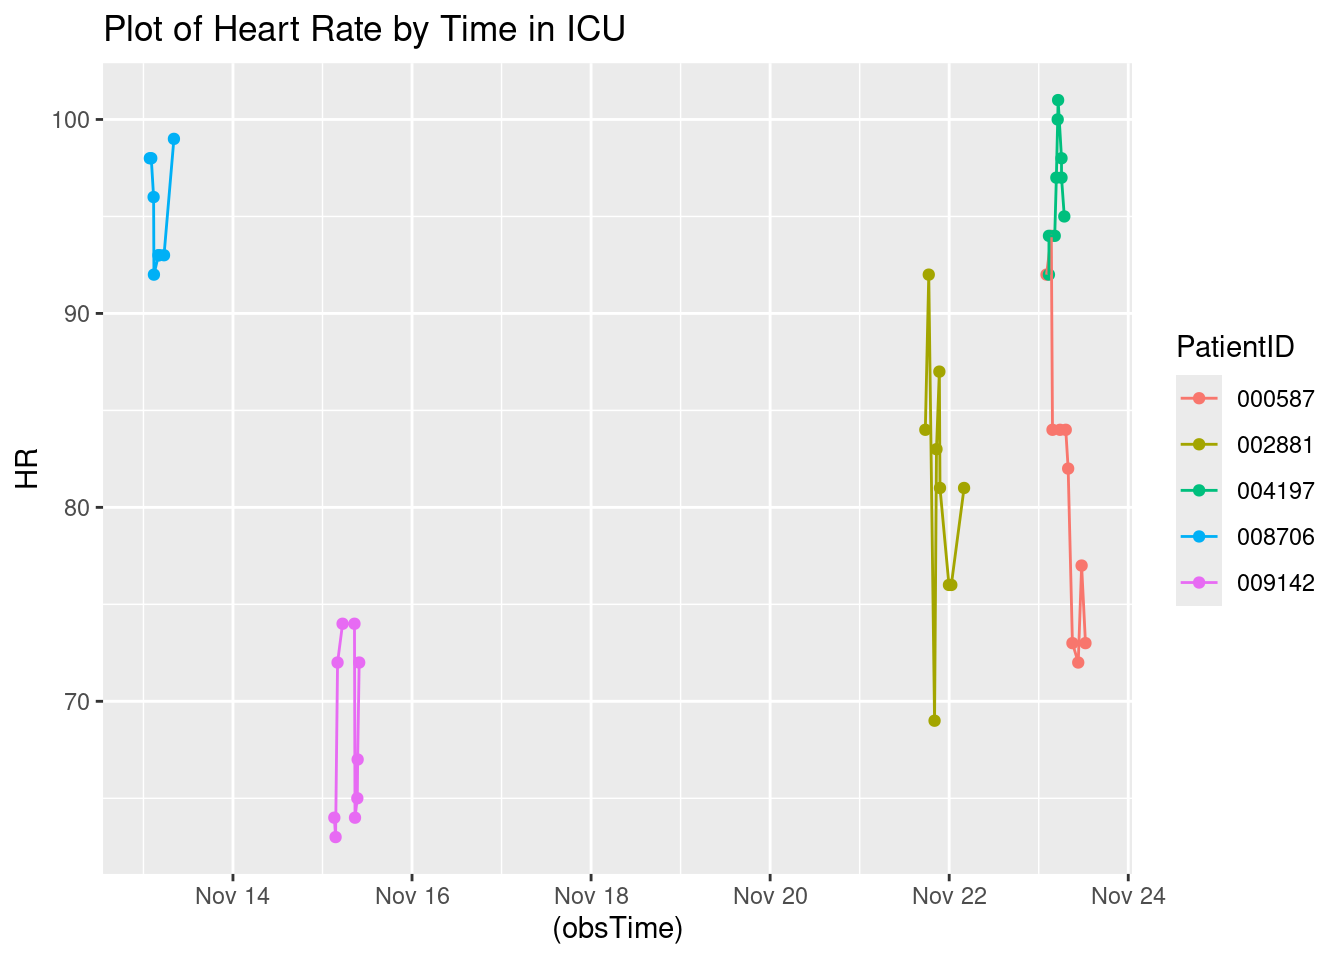 Plot of Heart Rate by Time in ICU
100
90
80
70
HR
Nov 14
Nov 16
Nov 18
Nov 20
Nov 22
Nov 24
(obsTime)
PatientID
000587
002881
004197
008706
009142